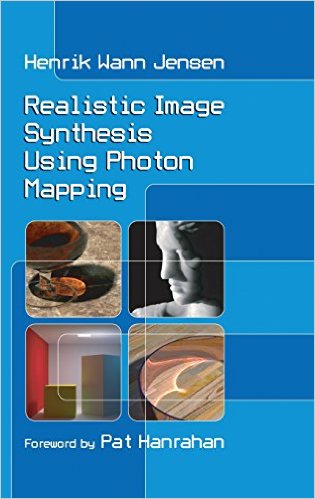 Henrik Wann Jensen
Realistic Image
Synthesis
Using Photon
Mapping
Foreword by Pat Hanrahan